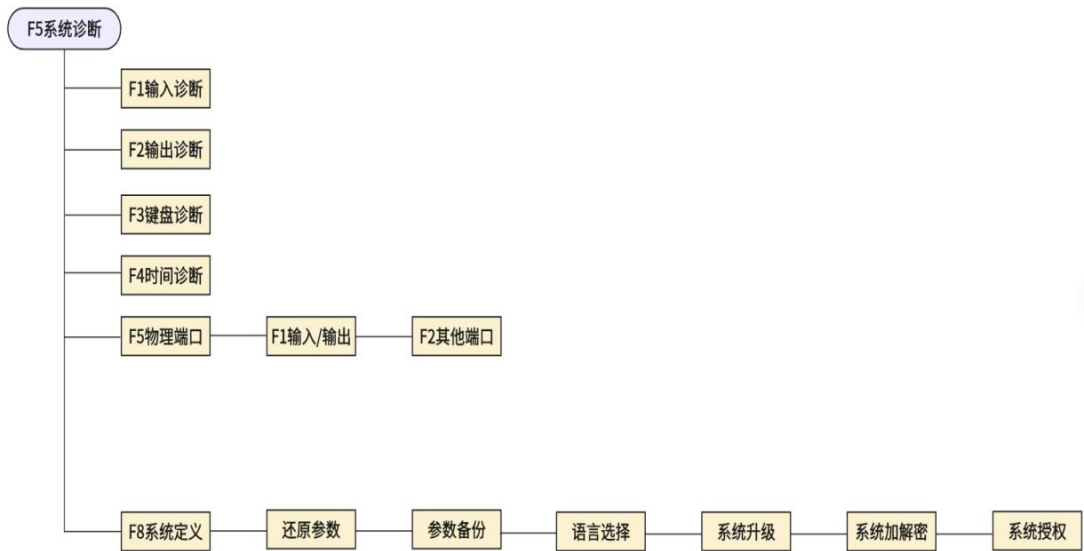 F5系统诊断
F1输入诊断
F2输出诊断
F3键盘诊断
F4时间诊断
F5物理端口
F1输入/输出
F2其他端口
F8系统定义
还原参数
参数备份
语言选择
系统升级
系统加解密
系统授权